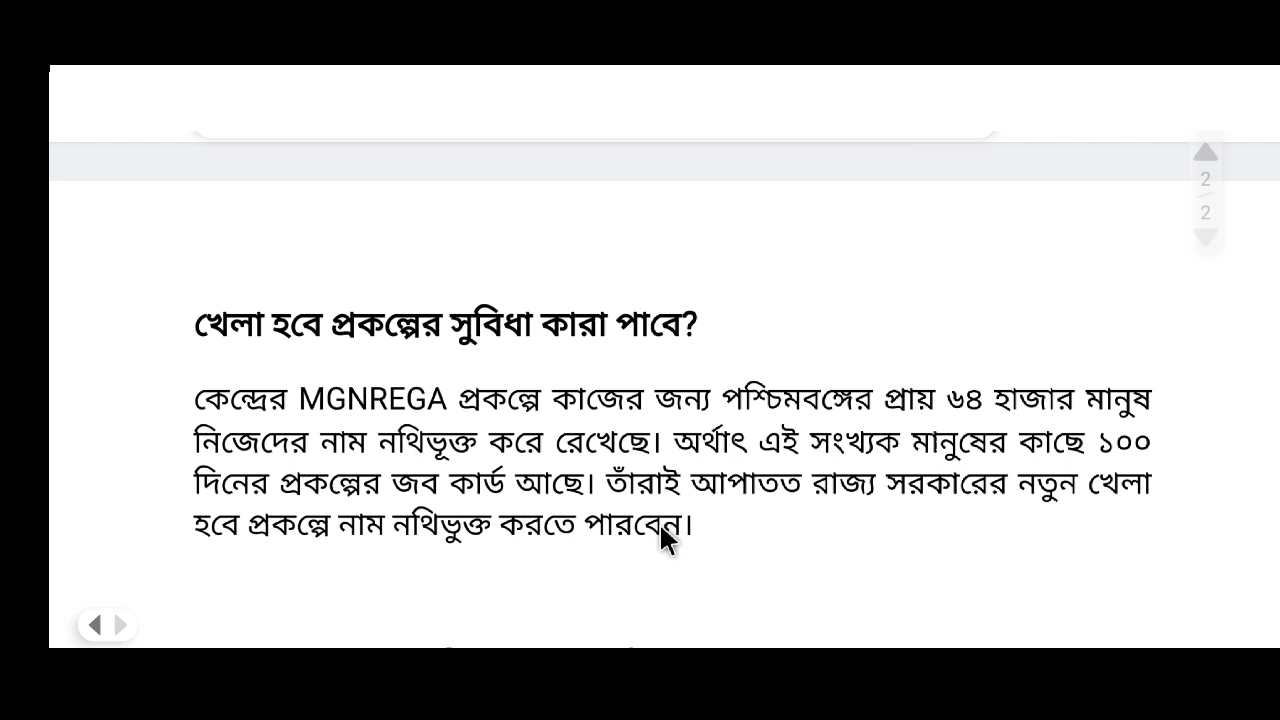 2
2
খেলা হবে প্রকল্পের সুবিধা কারা পাবে?
কেন্দ্রের MGNREGA প্রকল্পে কাজের জন্য পশ্চিমবঙ্গের প্রায় ৬৪ হাজার মানুষ
নিজেদের নাম নথিভূক্ত করে রেখেছে। অর্থাৎ এই সংখ্যক মানুষের কাছে ১০০
দিনের প্রকল্পের জব কার্ড আছে। তাঁরাই আপাতত রাজ্য সরকারের নতুন খেলা
হবে প্রকল্পে নাম নথিভুক্ত করতে পারবেন।